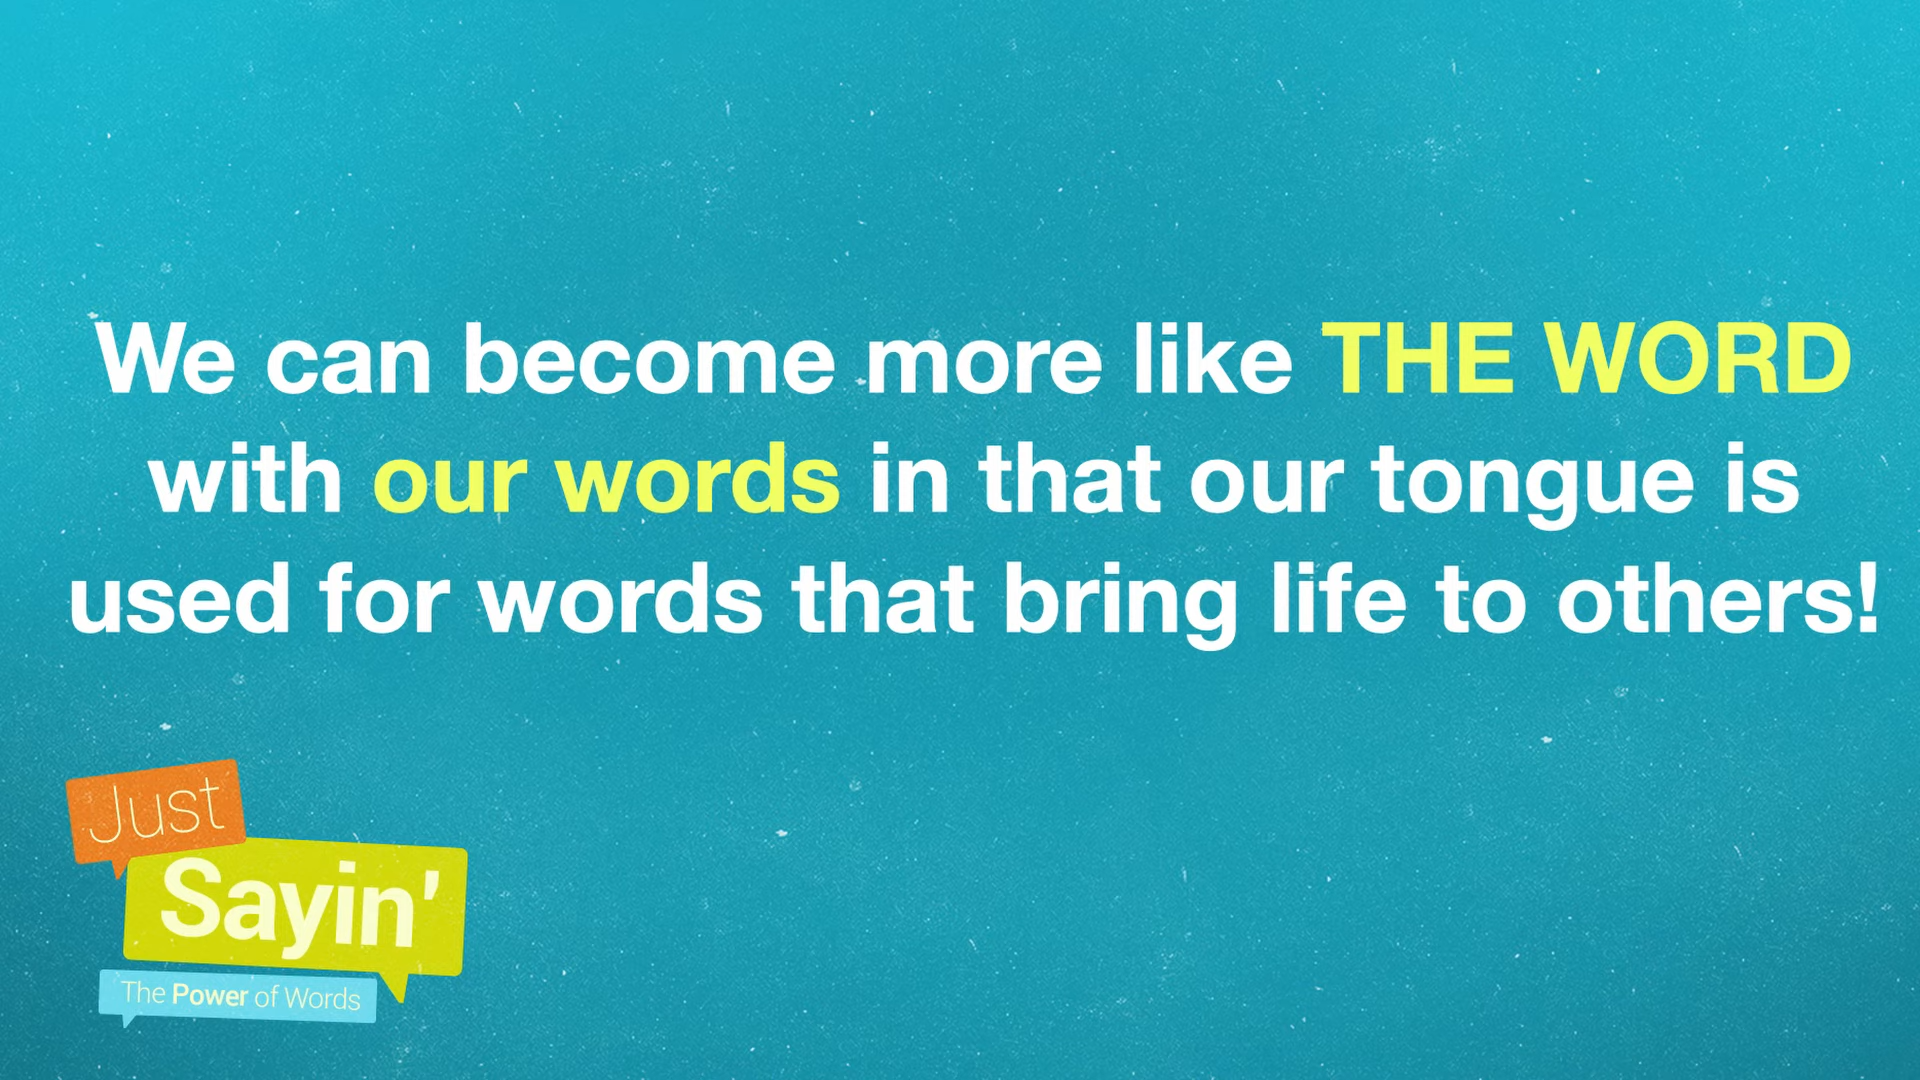 We can become more like THE WORD
with our words in that our tongue is
used for words that bring life to others!
Just
Sayin'
The Power of Words